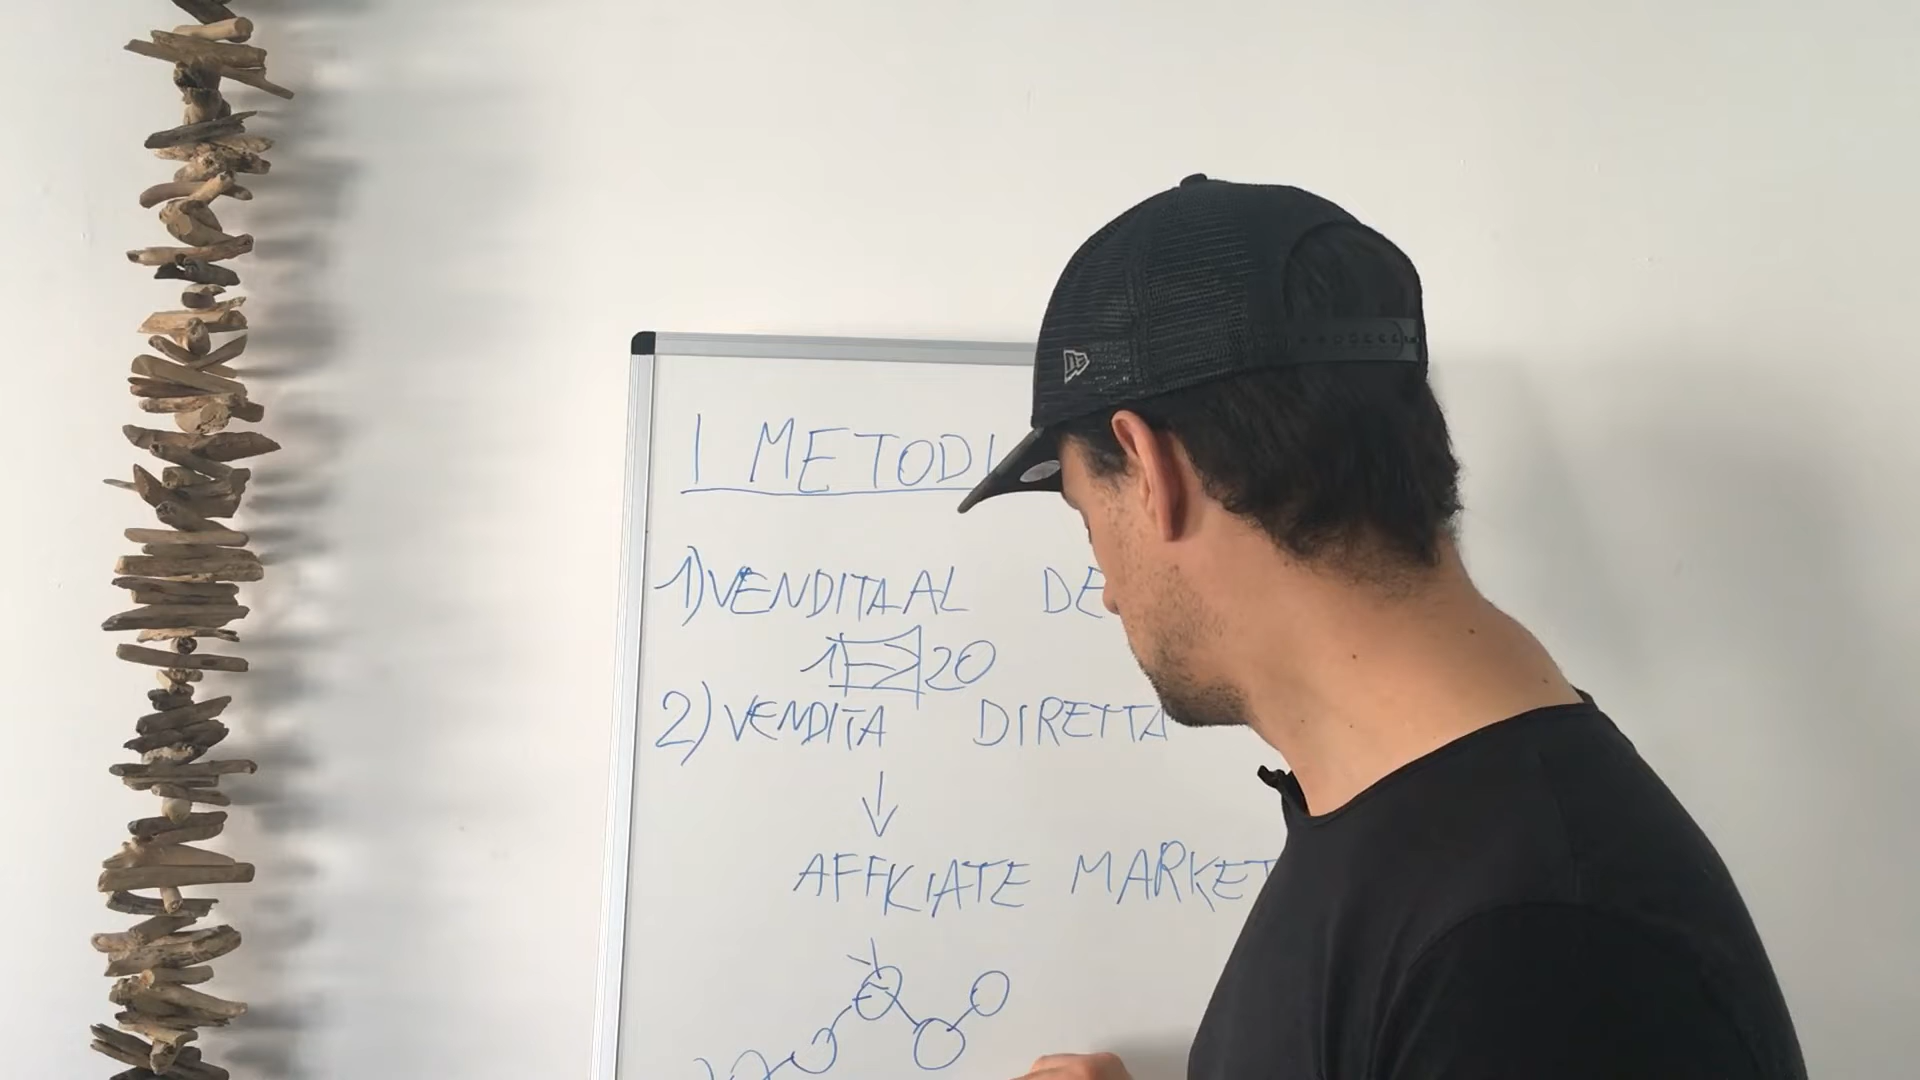 I METODI
1) VENDITA AL DE
1 20
2) VENDITA DIRETTA
AFFILIATE MARKET